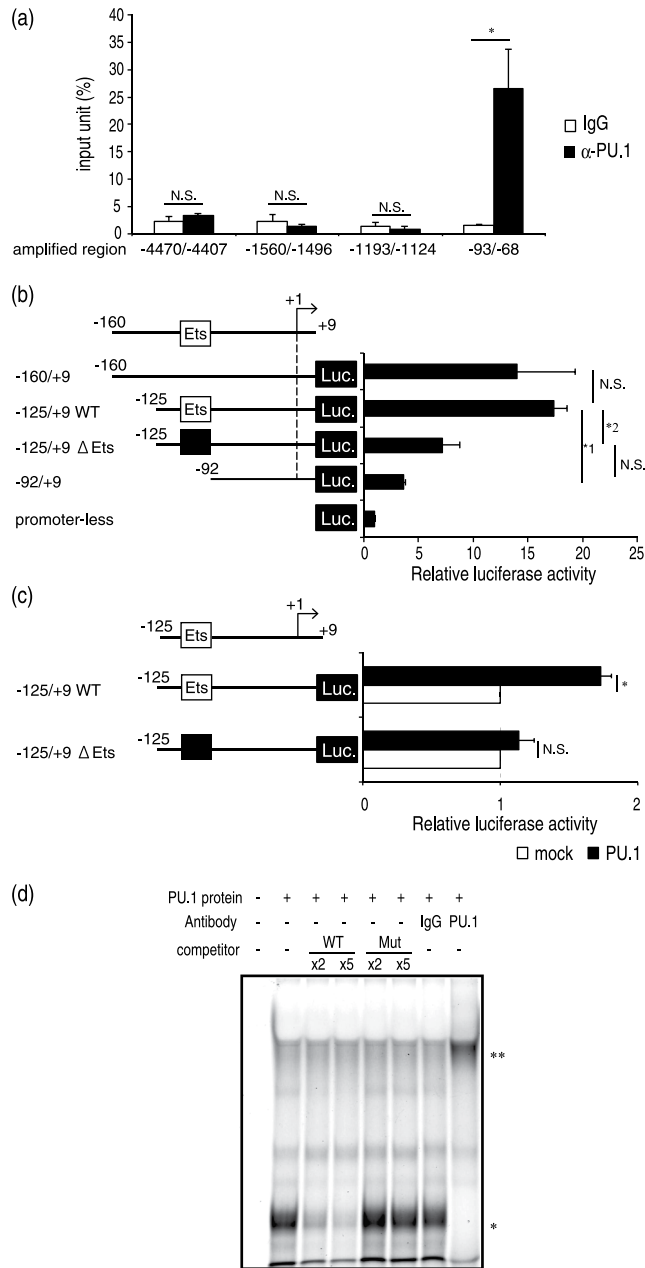 (a)
input unit (%)
40
35
30
25
20
15
10
5
0
N.S.
N.S.
N.S.
*
IgG
α-PU.1
amplified region -4470/-4407 -1560/-1496 -1193/-1124 -93/-68
(b)
-160 Ets +1 +9
-160/+9 -160 Luc.
-125/+9 WT -125 Ets Luc.
-125/+9 Δ Ets -125 Luc.
-92/+9 -92 Luc.
promoter-less Luc.
N.S.
*2
*1
N.S.
0 5 10 15 20 25
Relative luciferase activity
(c)
-125 Ets +1 +9
-125/+9 WT -125 Ets Luc. *
-125/+9 Δ Ets -125 Luc. N.S.
0 1 2
Relative luciferase activity
mock PU.1
(d)
PU.1 protein - + + + + + + +
Antibody - - - - - - IgG PU.1
competitor - - WT Mut - -
x2 x5 x2 x5
**
*